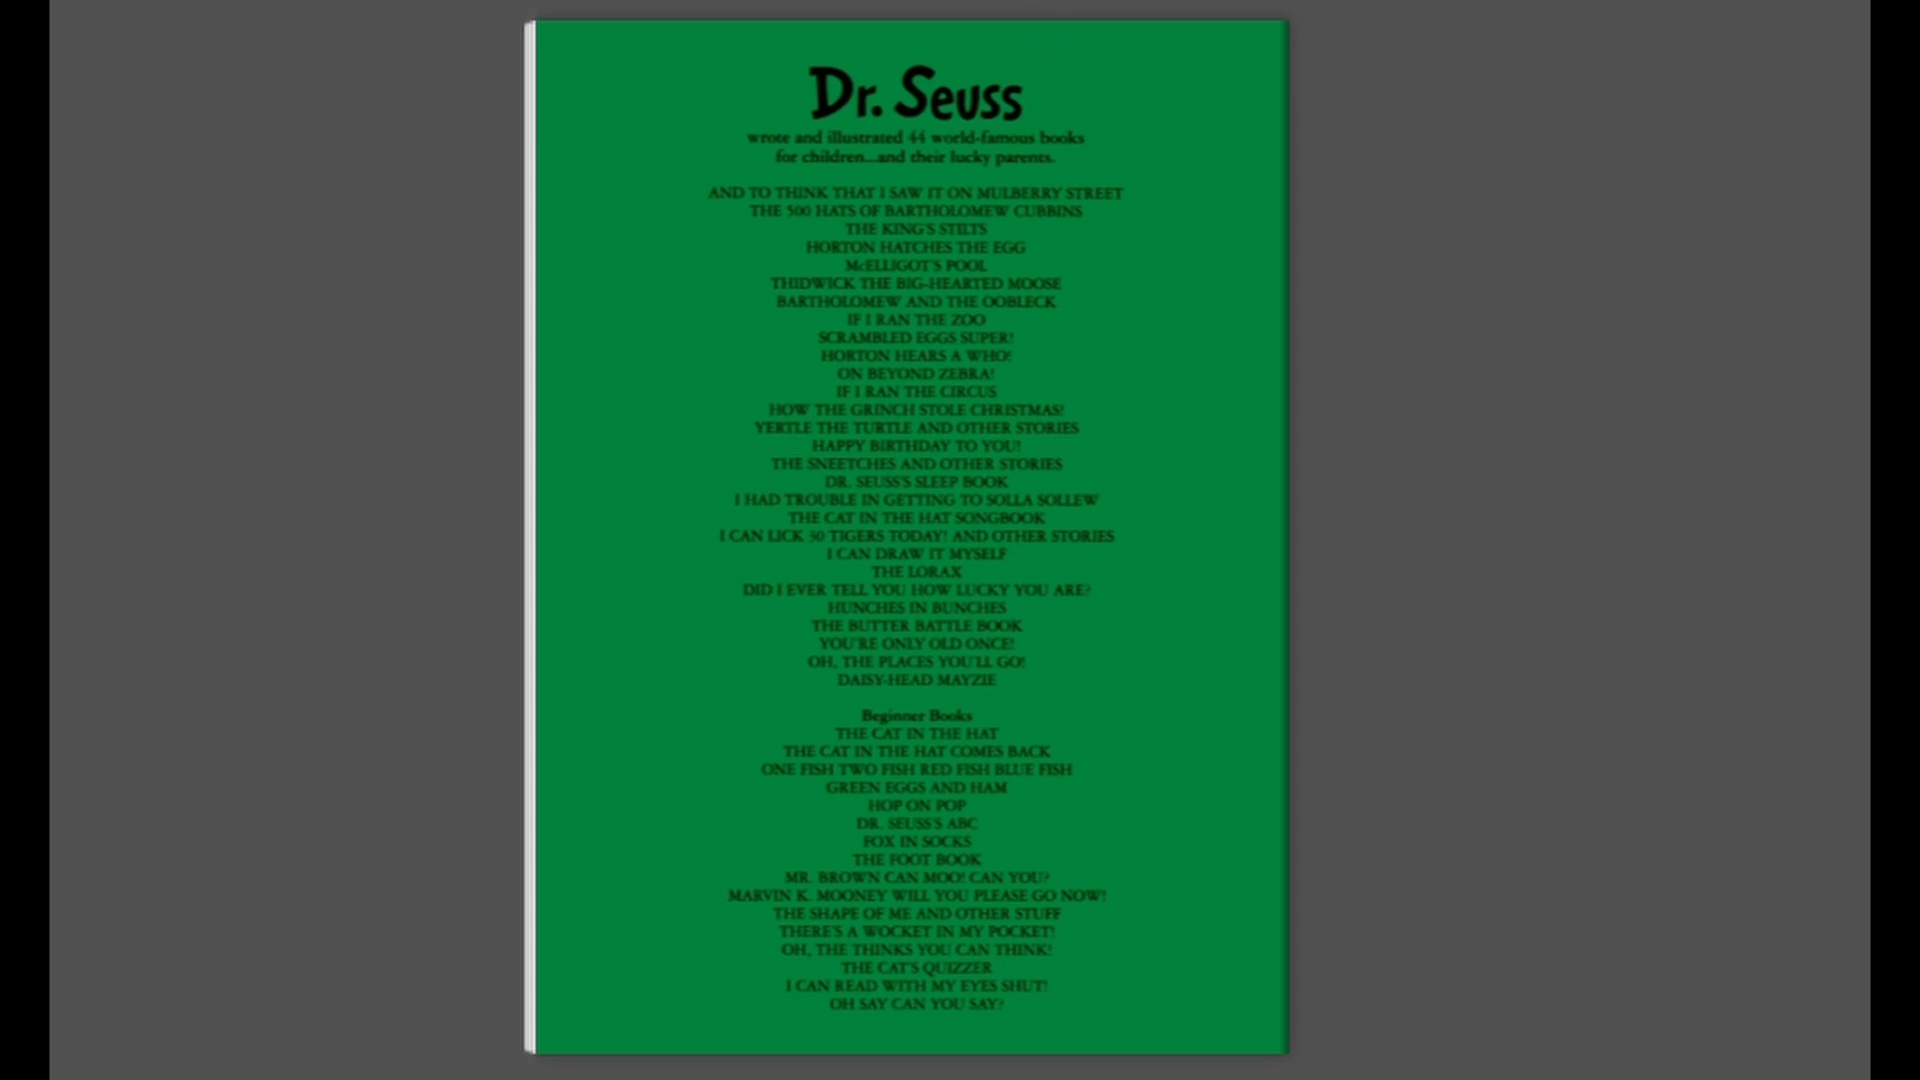 Dr. Seuss
wrote and illustrated 44 world-famous books
for children...and their lucky parents.
AND TO THINK THAT I SAW IT ON MULBERRY STREET
THE 500 HATS OF BARTHOLOMEW CUBBINS
THE KING'S STILTS
HORTON HATCHES THE EGG
McELLIGOT'S POOL
THIDWICK THE BIG-HEARTED MOOSE
BARTHOLOMEW AND THE OOBLECK
IF I RAN THE ZOO
SCRAMBLED EGGS SUPER!
HORTON HEARS A WHO!
ON BEYOND ZEBRA!
IF I RAN THE CIRCUS
HOW THE GRINCH STOLE CHRISTMAS!
YERTLE THE TURTLE AND OTHER STORIES
HAPPY BIRTHDAY TO YOU!
THE SNEETCHES AND OTHER STORIES
DR. SEUSS'S SLEEP BOOK
I HAD TROUBLE IN GETTING TO SOLLA SOLLEW
THE CAT IN THE HAT SONGBOOK
I CAN LICK 30 TIGERS TODAY! AND OTHER STORIES
I CAN DRAW IT MYSELF
THE LORAX
DID I EVER TELL YOU HOW LUCKY YOU ARE?
HUNCHES IN BUNCHES
THE BUTTER BATTLE BOOK
YOU'RE ONLY OLD ONCE!
OH, THE PLACES YOU'LL GO!
DAISY-HEAD MAYZIE
Beginner Books
THE CAT IN THE HAT
THE CAT IN THE HAT COMES BACK
ONE FISH TWO FISH RED FISH BLUE FISH
GREEN EGGS AND HAM
HOP ON POP
DR. SEUSS'S ABC
FOX IN SOCKS
THE FOOT BOOK
MR. BROWN CAN MOO! CAN YOU?
MARVIN K. MOONEY WILL YOU PLEASE GO NOW!
THE SHAPE OF ME AND OTHER STUFF
THERE'S A WOCKET IN MY POCKET!
OH, THE THINKS YOU CAN THINK!
THE CAT'S QUIZZER
I CAN READ WITH MY EYES SHUT!
OH SAY CAN YOU SAY?